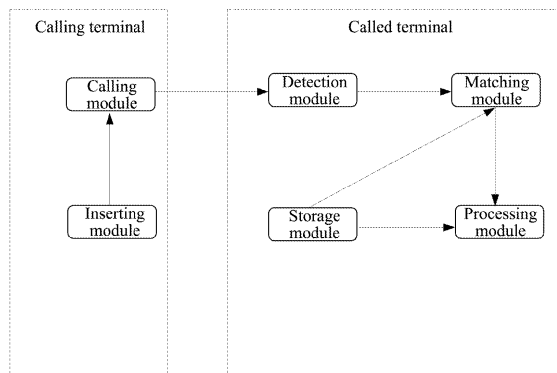 Calling terminal
Called terminal
Calling
module
Detection
module
Matching
module
Inserting
module
Storage
module
Processing
module